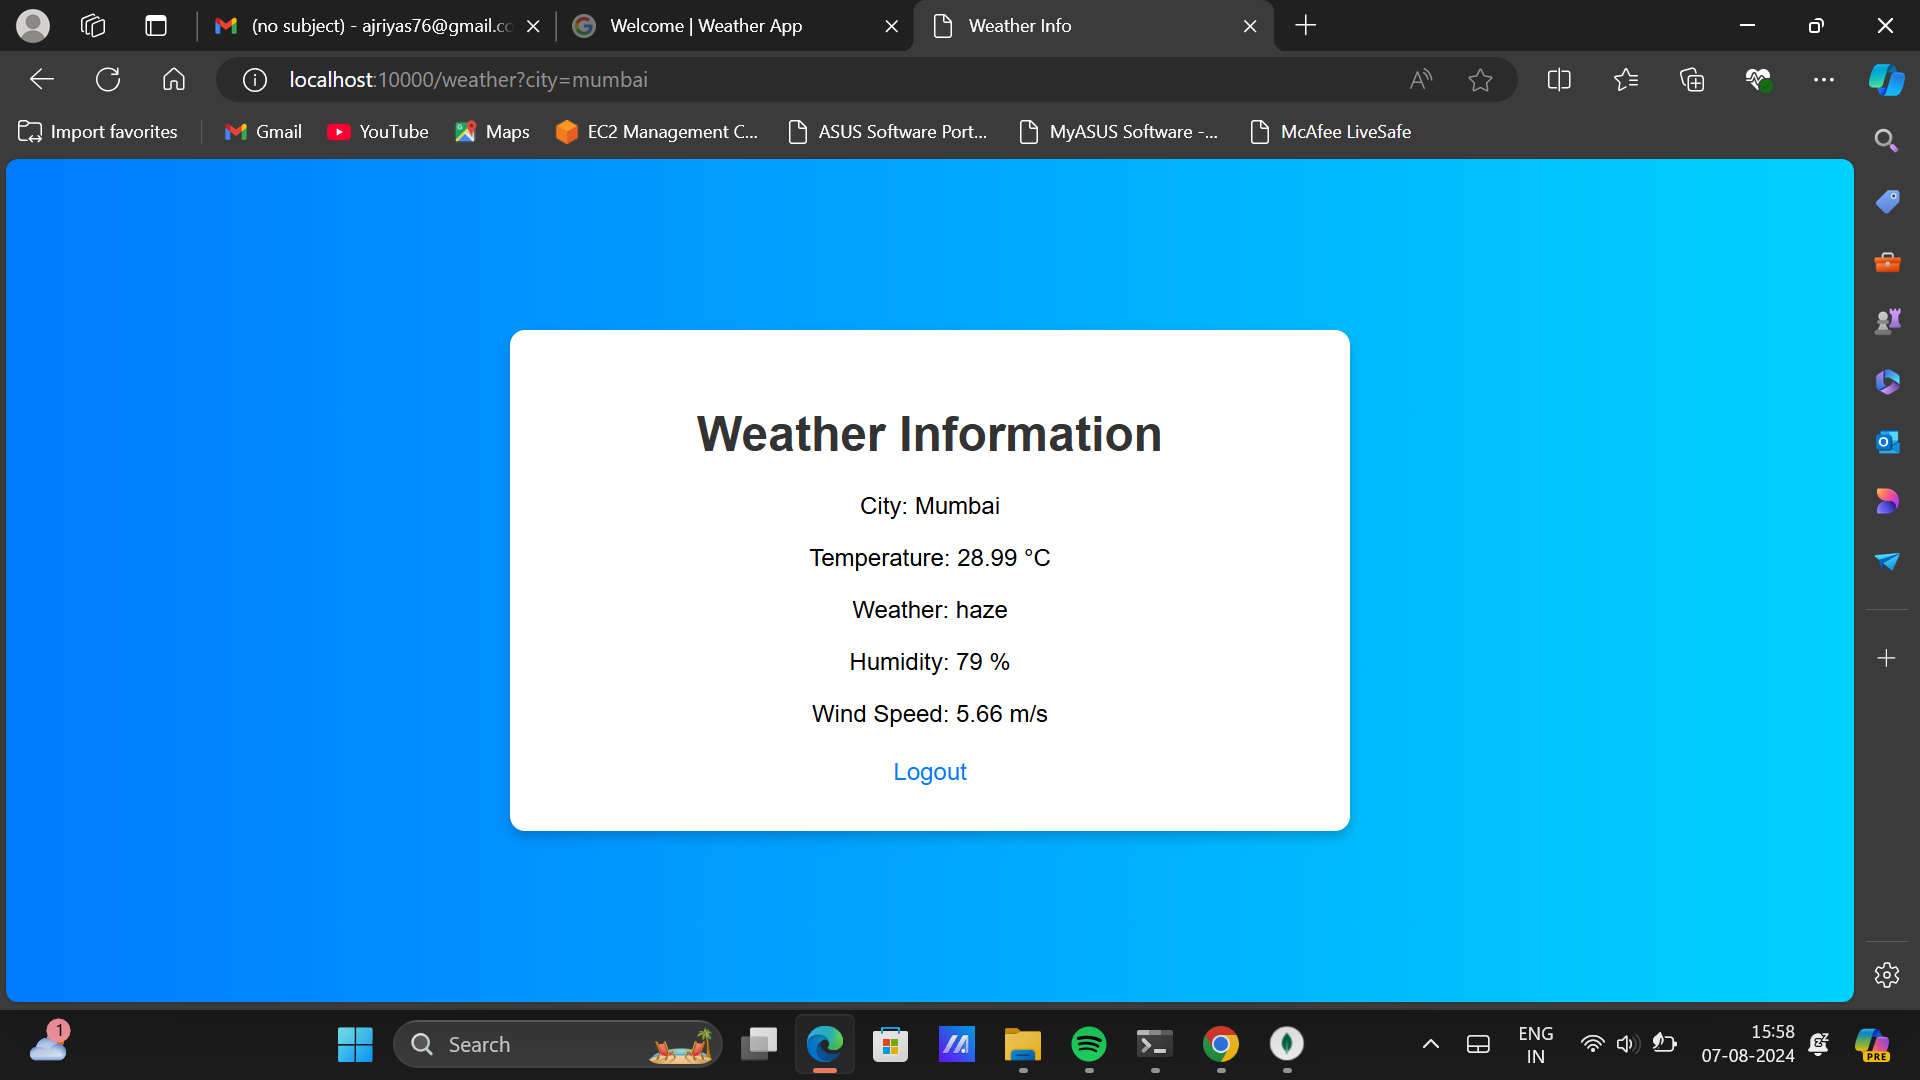 (no subject) - ajriyas76@gmail.co
Welcome | Weather App
Weather Info
localhost:10000/weather?city=mumbai
Import favorites
Gmail
YouTube
Maps
EC2 Management C...
ASUS Software Port...
MyASUS Software -...
McAfee LiveSafe
Weather Information
City: Mumbai
Temperature: 28.99 °C
Weather: haze
Humidity: 79 %
Wind Speed: 5.66 m/s
Logout
1
Search
ENG
IN
15:58
07-08-2024
PRE